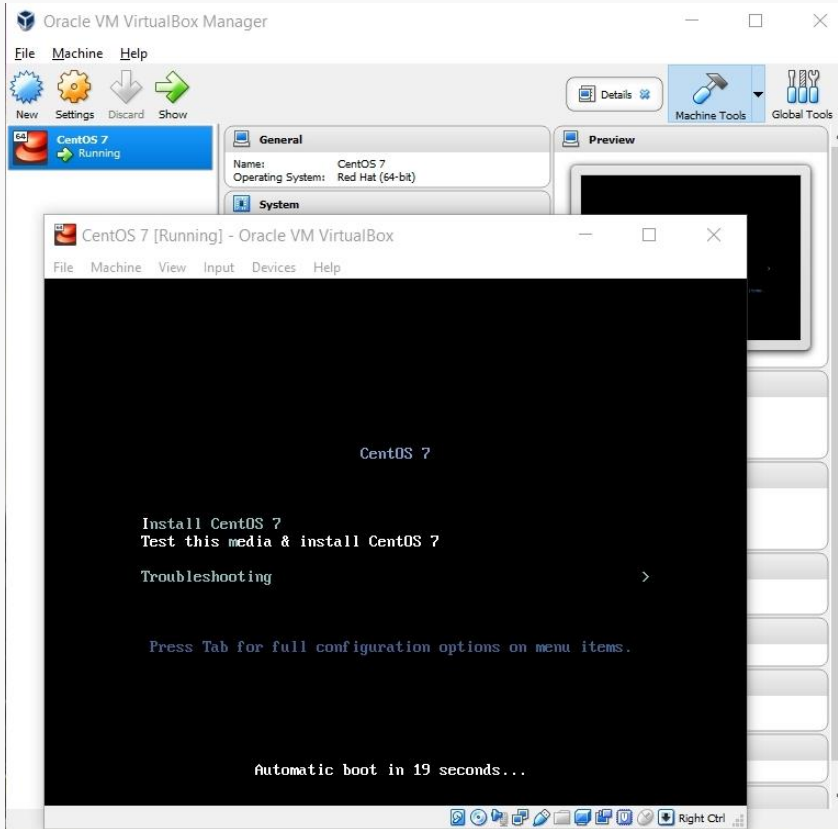 Oracle VM VirtualBox Manager
File Machine Help
New Settings Discard Show Details Machine Tools Global Tools
64 CentOS 7
Running
General
Name: CentOS 7
Operating System: Red Hat (64-bit)
System
Preview
CentOS 7 [Running] - Oracle VM VirtualBox
File Machine View Input Devices Help
CentOS 7
Install CentOS 7
Test this media & install CentOS 7
Troubleshooting >
Press Tab for full configuration options on menu items.
Automatic boot in 19 seconds...
Right Ctrl